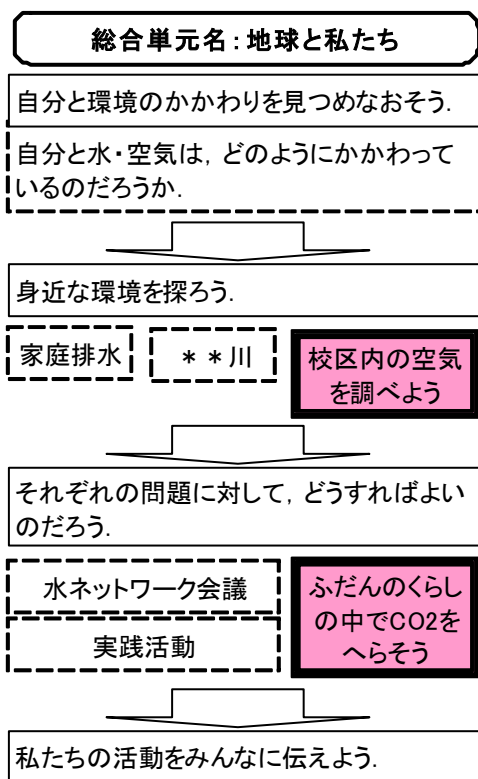 総合単元名：地球と私たち
自分と環境のかかわりを見つめなおそう．
自分と水・空気は，どのようにかかわって
いるのだろうか．
身近な環境を探ろう．
家庭排水
＊＊川
校区内の空気
を調べよう
それぞれの問題に対して，どうすればよい
のだろう．
水ネットワーク会議
実践活動
ふだんのくらし
の中でCO2を
へらそう
私たちの活動をみんなに伝えよう．